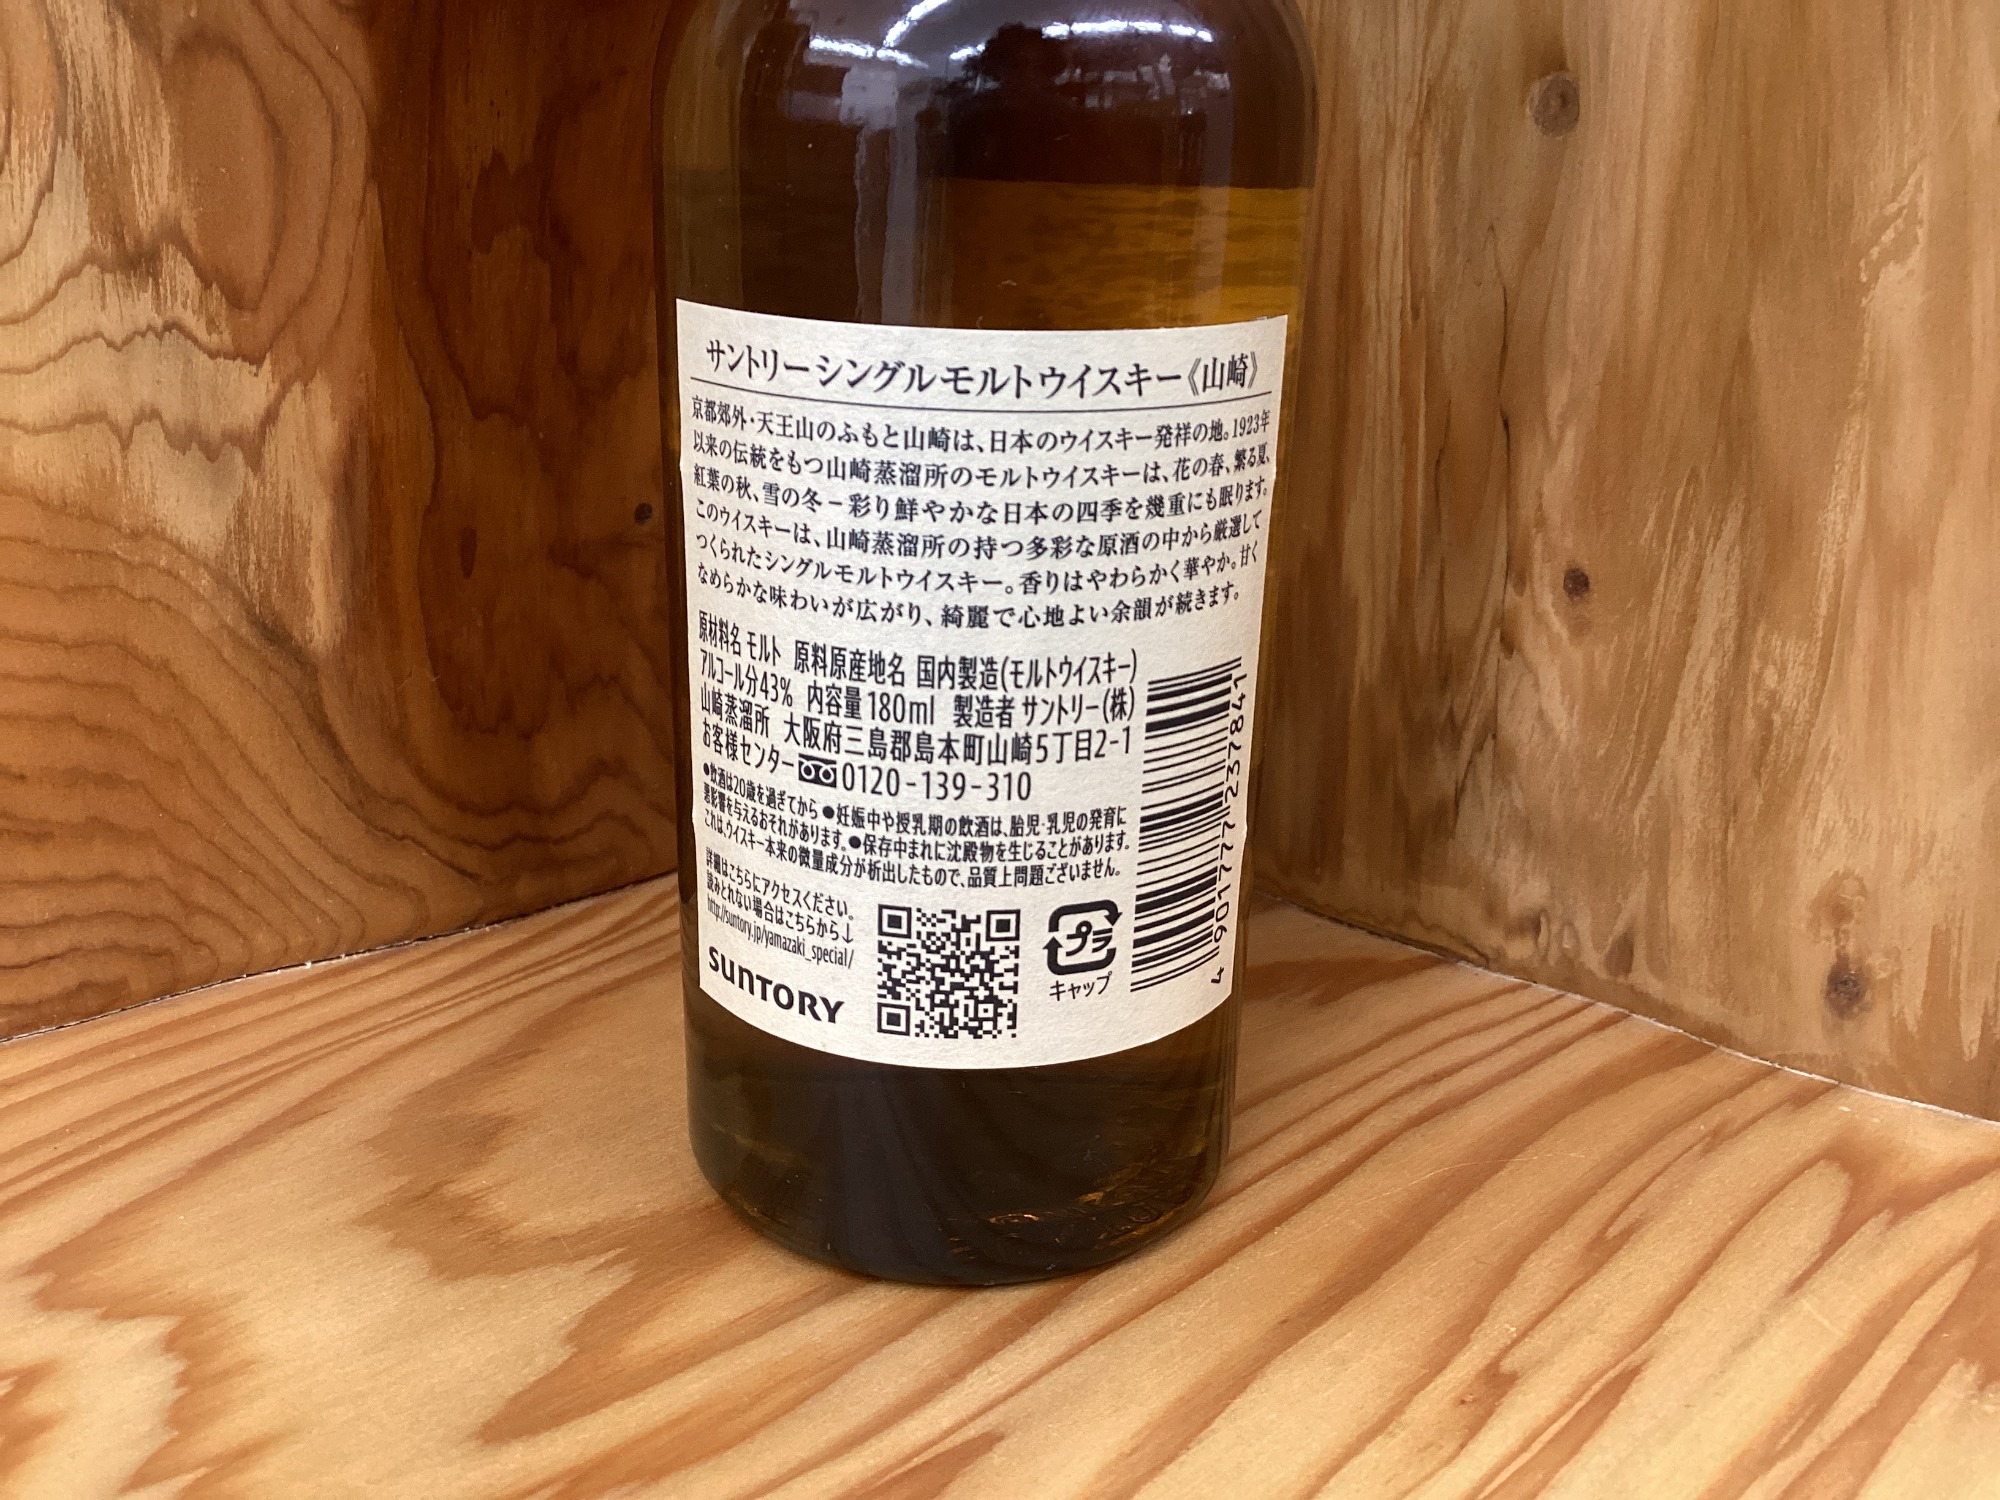 サントリーシングルモルトウイスキー《山崎》
京都郊外・天王山のふもと山崎は、日本のウイスキー発祥の地。1923年
以来の伝統をもつ山崎蒸溜所のモルトウイスキーは、花の春、繁る夏、
紅葉の秋、雪の冬－彩り鮮やかな日本の四季を幾重にも眠ります。
このウイスキーは、山崎蒸溜所の持つ多彩な原酒の中から厳選して
つくられたシングルモルトウイスキー。香りはやわらかく華やか。甘く
なめらかな味わいが広がり、綺麗で心地よい余韻が続きます。
原材料名 モルト 原料原産地名 国内製造(モルトウイスキー)
アルコール分43% 内容量180ml 製造者 サントリー(株)
山崎蒸溜所 大阪府三島郡島本町山崎5丁目2-1
お客様センター 0120-139-310
●飲酒は20歳を過ぎてから ●妊娠中や授乳期の飲酒は、胎児・乳児の発育に
悪影響を与えるおそれがあります。●保存中まれに沈殿物を生じることがあります。
これは、ウイスキー本来の微量成分が析出したもので、品質上問題ございません。
詳細はこちらにアクセスください。
読みとれない場合はこちらから↓
http://suntory.jp/yamazaki_special/
SUNTORY
プラ
キャップ
4 901777 237841